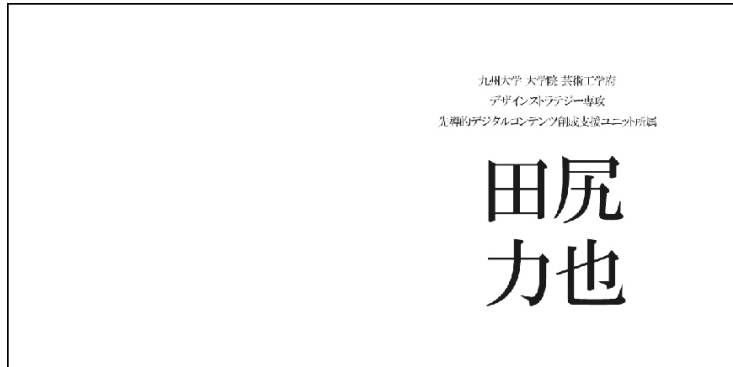 九州大学 大学院 芸術工学府
デザインストラテジー専攻
先導的デジタルコンテンツ創成支援ユニット所属
田尻
力也